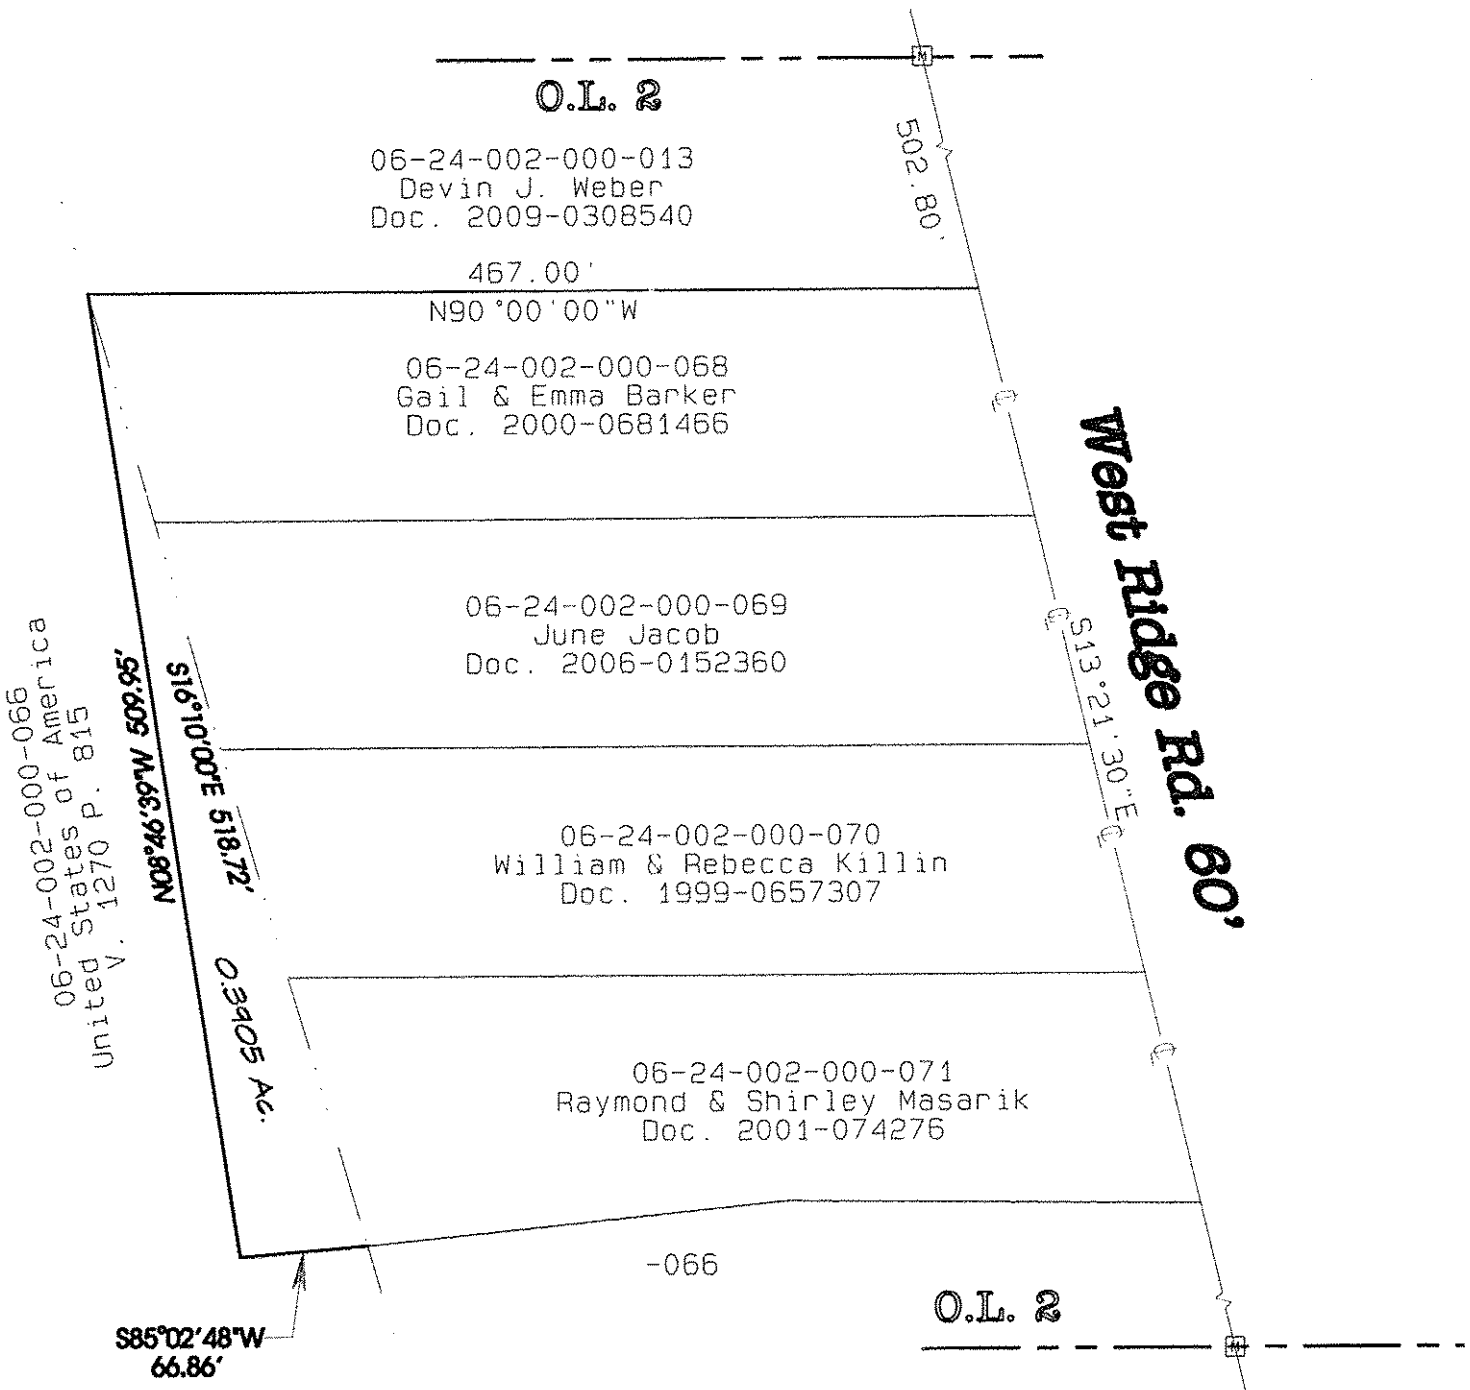 O.L. 2
502.80'
06-24-002-000-013
Devin J. Weber
Doc. 2009-0308540
467.00'
N90°00'00"W
06-24-002-000-068
Gail & Emma Barker
Doc. 2000-0681466
West Ridge Rd. 60'
S13°21'30"E
06-24-002-000-069
June Jacob
Doc. 2006-0152360
06-24-002-000-066
United States of America
V. 1270 P. 815
N08°46'39"W 509.95'
S16°10'00"E 518.72'
0.3905 Ac.
06-24-002-000-070
William & Rebecca Killin
Doc. 1999-0657307
06-24-002-000-071
Raymond & Shirley Masarik
Doc. 2001-074276
-066
O.L. 2
S85°02'48"W
66.86'